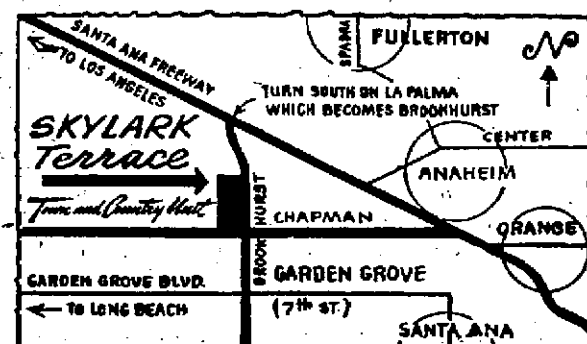 SANTA ANA FREEWAY
TO LOS ANGELES
SPADRA
FULLERTON
N
TURN SOUTH ON LA PALMA
WHICH BECOMES BROOKHURST
SKYLARK
Terrace
Town and Country Unit
CENTER
ANAHEIM
BROOKHURST
CHAPMAN
ORANGE
GARDEN GROVE BLVD.
TO LONG BEACH
GARDEN GROVE
(7th ST.)
SANTA ANA